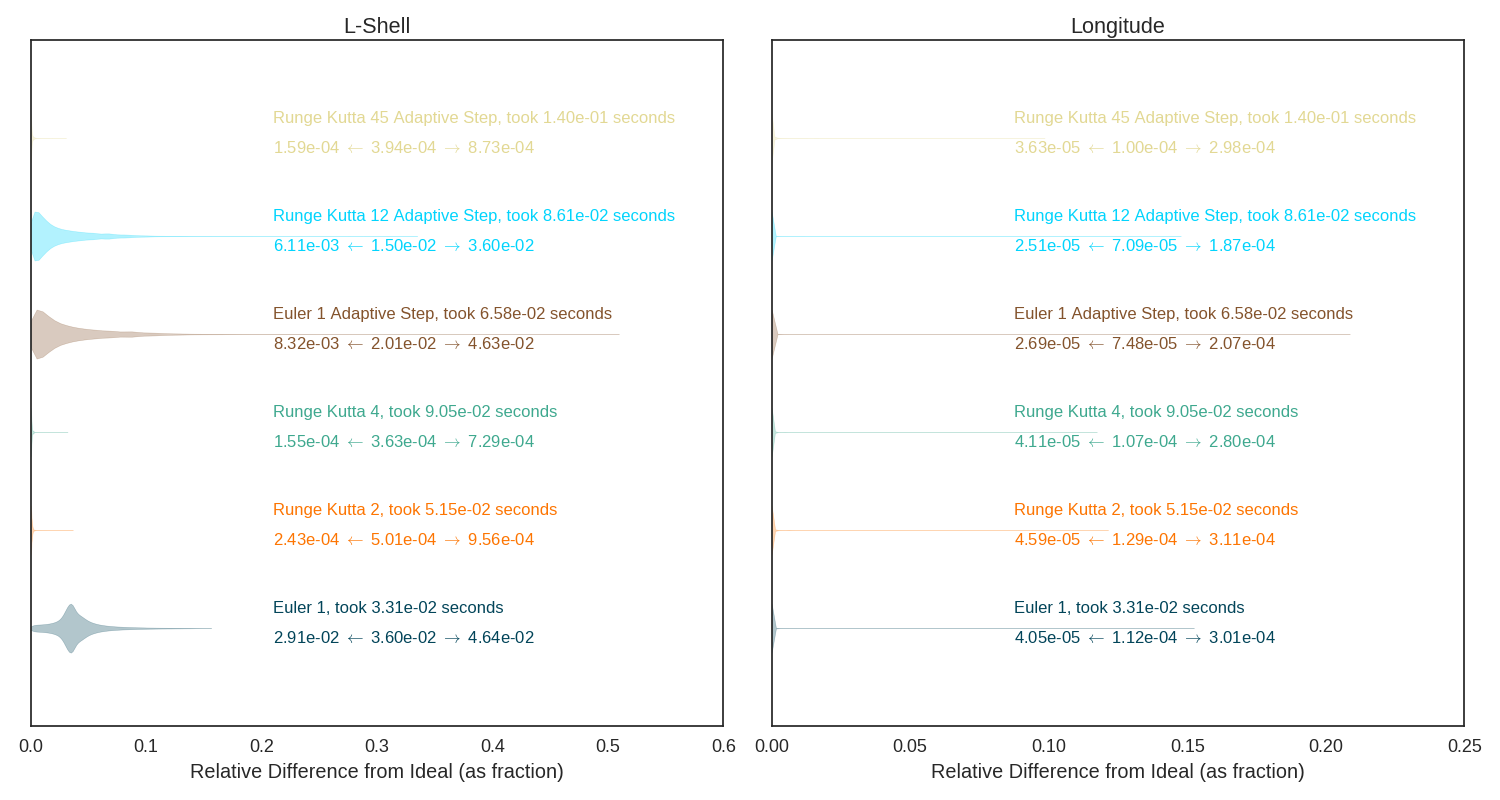 L-Shell
Runge Kutta 45 Adaptive Step, took 1.40e-01 seconds
1.59e-04 ← 3.94e-04 → 8.73e-04
Runge Kutta 12 Adaptive Step, took 8.61e-02 seconds
6.11e-03 ← 1.50e-02 → 3.60e-02
Euler 1 Adaptive Step, took 6.58e-02 seconds
8.32e-03 ← 2.01e-02 → 4.63e-02
Runge Kutta 4, took 9.05e-02 seconds
1.55e-04 ← 3.63e-04 → 7.29e-04
Runge Kutta 2, took 5.15e-02 seconds
2.43e-04 ← 5.01e-04 → 9.56e-04
Euler 1, took 3.31e-02 seconds
2.91e-02 ← 3.60e-02 → 4.64e-02
0.0 0.1 0.2 0.3 0.4 0.5 0.6
Relative Difference from Ideal (as fraction)
Longitude
Runge Kutta 45 Adaptive Step, took 1.40e-01 seconds
3.63e-05 ← 1.00e-04 → 2.98e-04
Runge Kutta 12 Adaptive Step, took 8.61e-02 seconds
2.51e-05 ← 7.09e-05 → 1.87e-04
Euler 1 Adaptive Step, took 6.58e-02 seconds
2.69e-05 ← 7.48e-05 → 2.07e-04
Runge Kutta 4, took 9.05e-02 seconds
4.11e-05 ← 1.07e-04 → 2.80e-04
Runge Kutta 2, took 5.15e-02 seconds
4.59e-05 ← 1.29e-04 → 3.11e-04
Euler 1, took 3.31e-02 seconds
4.05e-05 ← 1.12e-04 → 3.01e-04
0.00 0.05 0.10 0.15 0.20 0.25
Relative Difference from Ideal (as fraction)